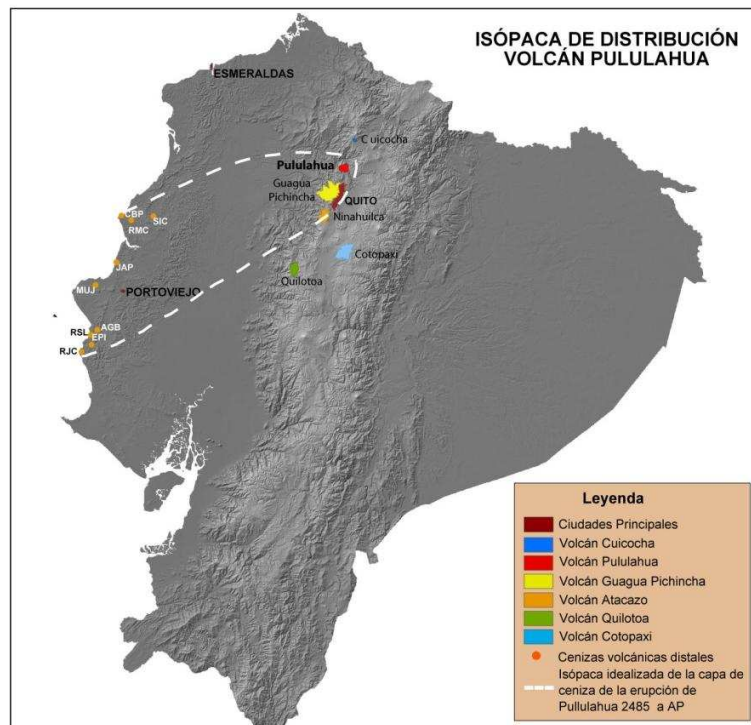 ISÓPACA DE DISTRIBUCIÓN
VOLCÁN PULULAHUA
ESMERALDAS
Cuicocha
Pululahua
Guagua
Pichincha
QUITO
Ninahuilca
CBP
SIC
RMC
Cotopaxi
JAP
Quilotoa
MUJ
PORTOVIEJO
AGB
RSL
EPI
RJC
Leyenda
Ciudades Principales
Volcán Cuicocha
Volcán Pululahua
Volcán Guagua Pichincha
Volcán Atacazo
Volcán Quilotoa
Volcán Cotopaxi
Cenizas volcánicas distales
Isópaca idealizada de la capa de
ceniza de la erupción de
Pullulahua 2485 a AP